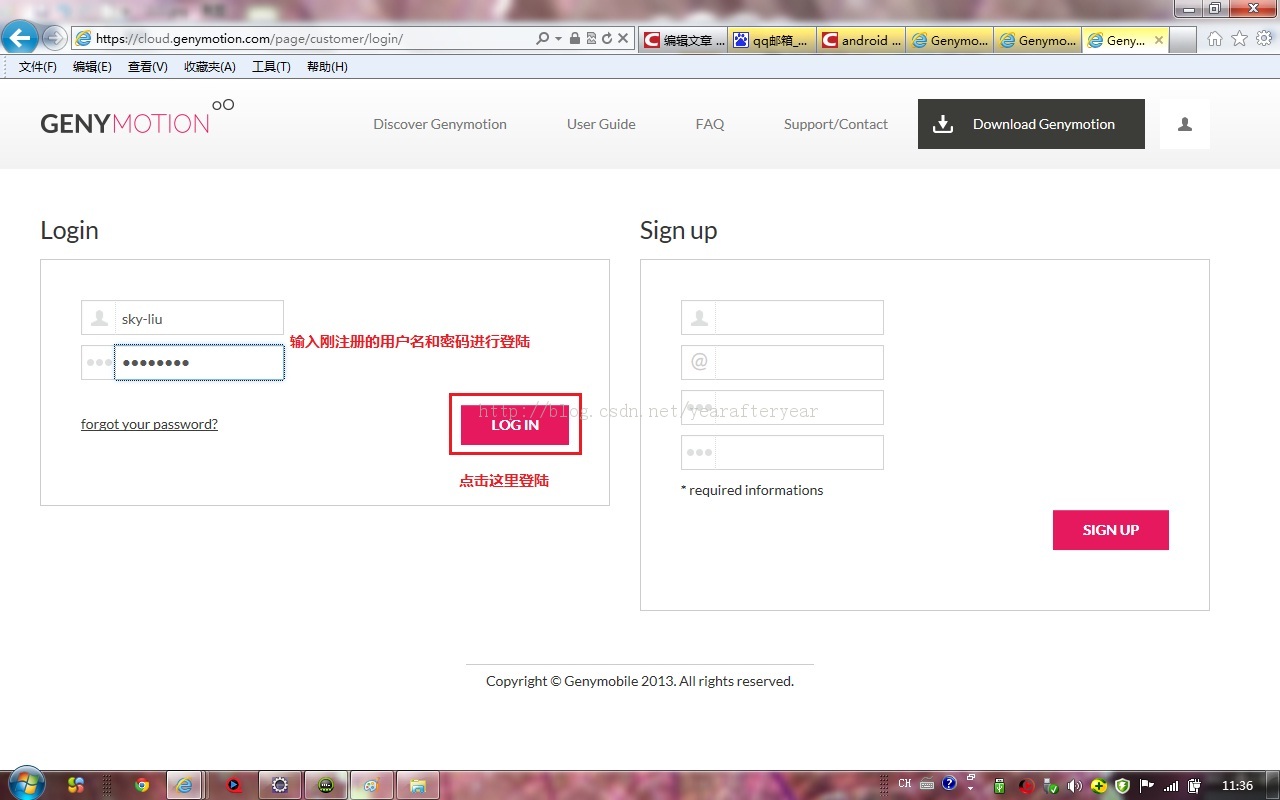 https://cloud.genymotion.com/page/customer/login/
编辑文章 ...
qq邮箱_...
android ...
Genymo...
Genymo...
Geny...
文件(F) 编辑(E) 查看(V) 收藏夹(A) 工具(T) 帮助(H)
GENYMOTION
Discover Genymotion
User Guide
FAQ
Support/Contact
Download Genymotion
Login
sky-liu
输入刚注册的用户名和密码进行登陆
forgot your password?
LOG IN
点击这里登陆
http://blog.csdn.net/yearafteryear
Sign up
@
* required informations
SIGN UP
Copyright © Genymobile 2013. All rights reserved.
CH
11:36